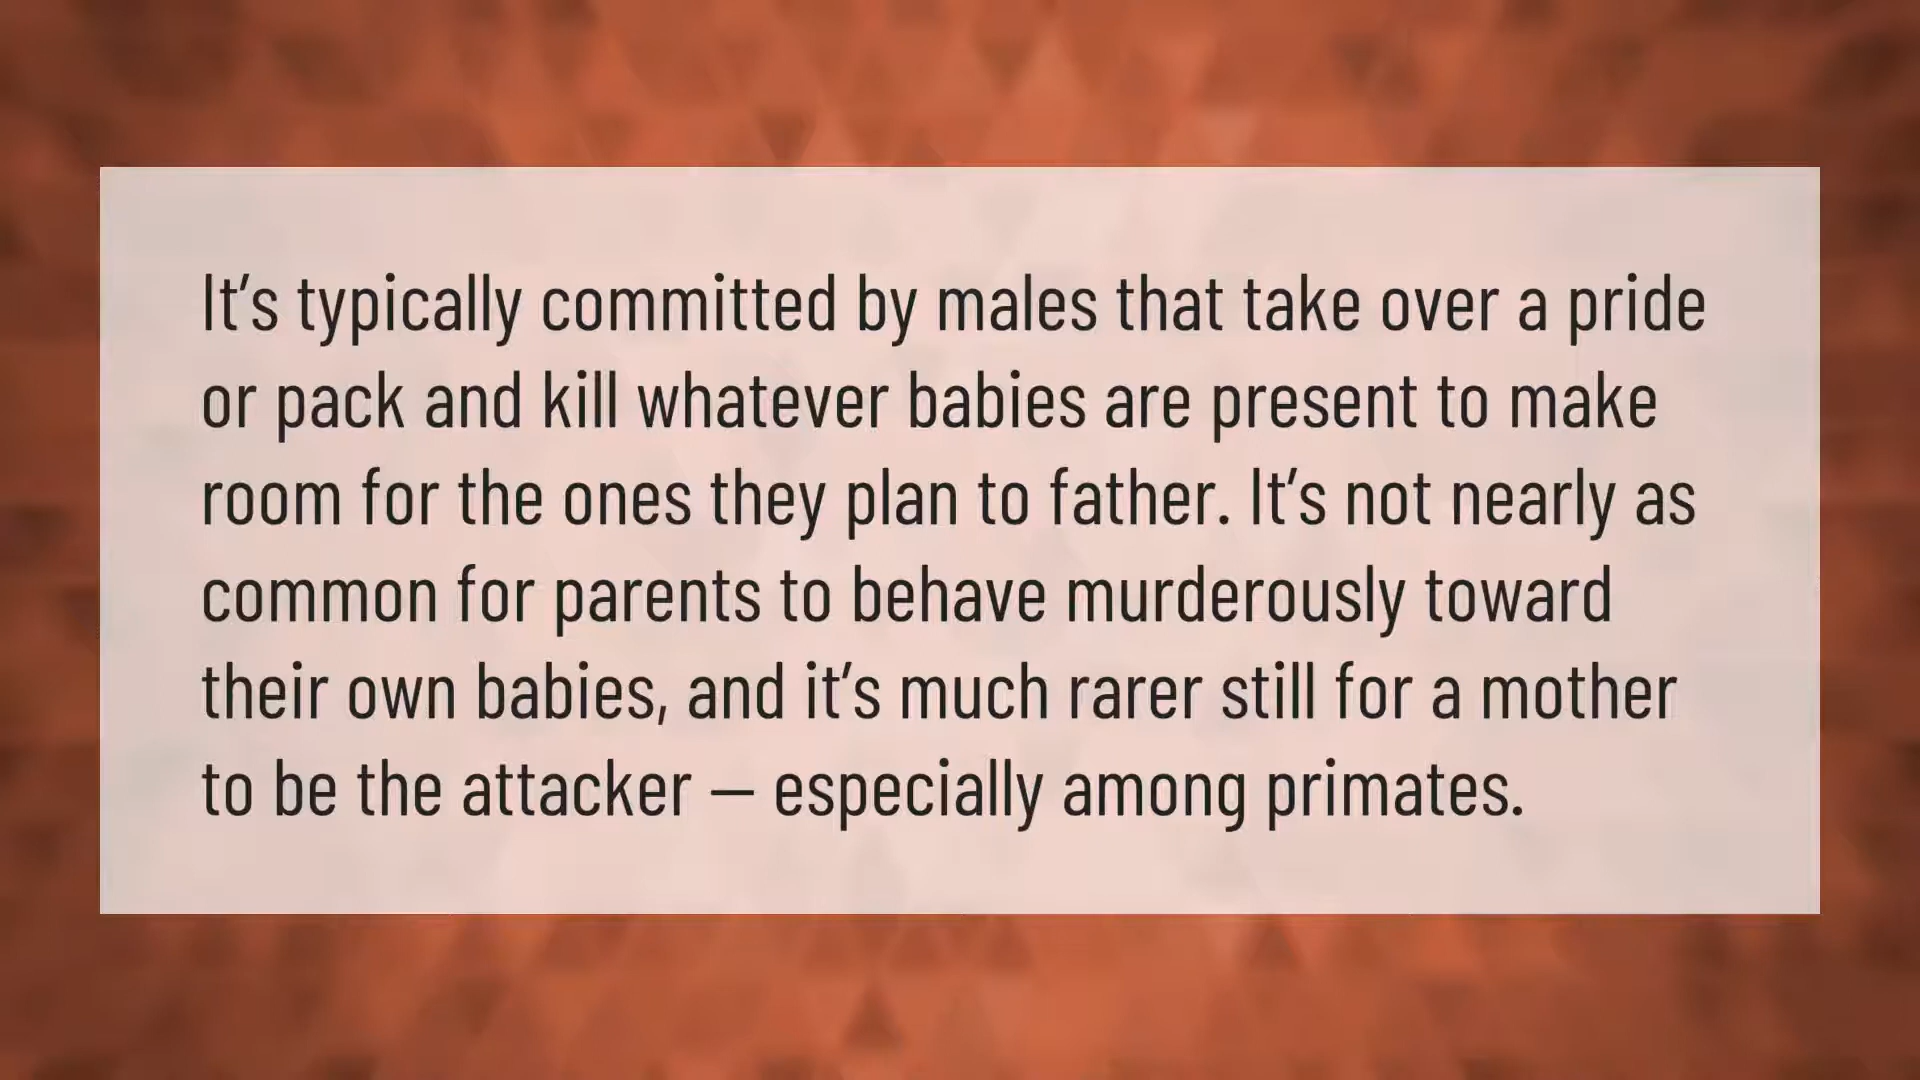 It’s typically committed by males that take over a pride
or pack and kill whatever babies are present to make
room for the ones they plan to father. It’s not nearly as
common for parents to behave murderously toward
their own babies, and it’s much rarer still for a mother
to be the attacker — especially among primates.